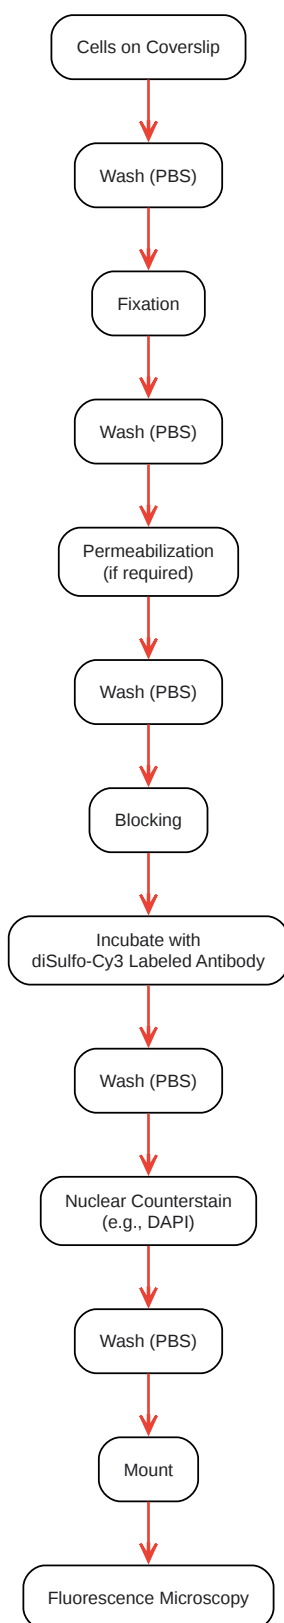 Cells on Coverslip
Wash (PBS)
Fixation
Wash (PBS)
Permeabilization
(if required)
Wash (PBS)
Blocking
Incubate with
diSulfo-Cy3 Labeled Antibody
Wash (PBS)
Nuclear Counterstain
(e.g., DAPI)
Wash (PBS)
Mount
Fluorescence Microscopy